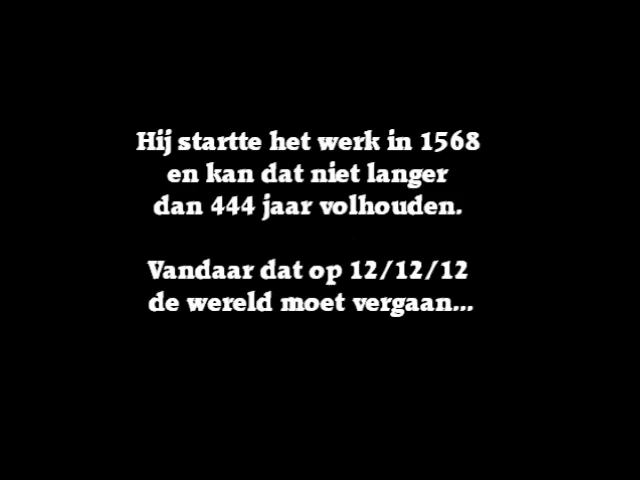 Hij startte het werk in 1568
en kan dat niet langer
dan 444 jaar volhouden.
Vandaar dat op 12/12/12
de wereld moet vergaan...